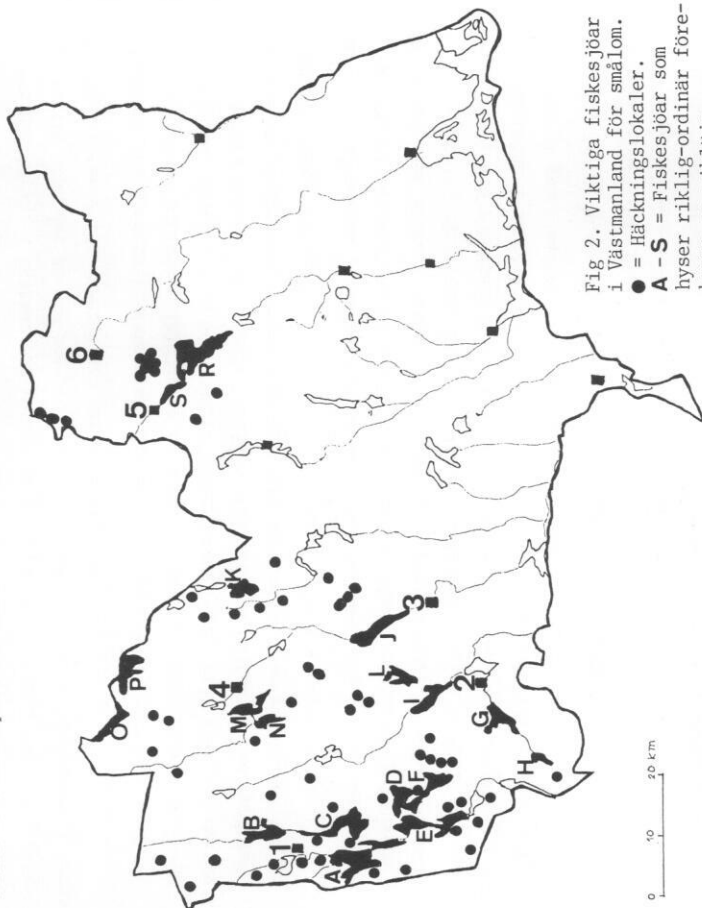 Fig 2. Viktiga fiskesjöar
i Västmanland för smålom.
● = Häckningslokaler.
A - S = Fiskesjöar som
hyser riklig-ordinär före-
6
5
S
R
K
P
O
4
M
N
J
3
L
I
2
G
H
B
C
1
A
D
F
E
0 10 20 km